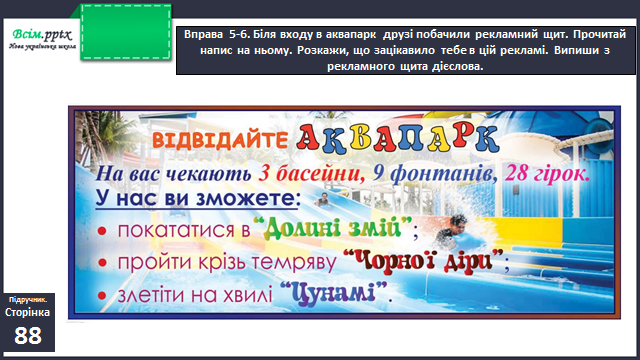 Всім.pptx
Нова українська школа
Вправа 5-6. Біля входу в аквапарк друзі побачили рекламний щит. Прочитай
напис на ньому. Розкажи, що зацікавило тебе в цій рекламі. Випиши з
рекламного щита дієслова.
ВІДВІДАЙТЕ АКВАПАРК
На вас чекають 3 басейни, 9 фонтанів, 28 гірок.
У нас ви зможете:
• покататися в “Долині змій”;
• пройти крізь темряву “Чорної діри”;
• злетіти на хвилі “Цунамі”.
Підручник.
Сторінка
88